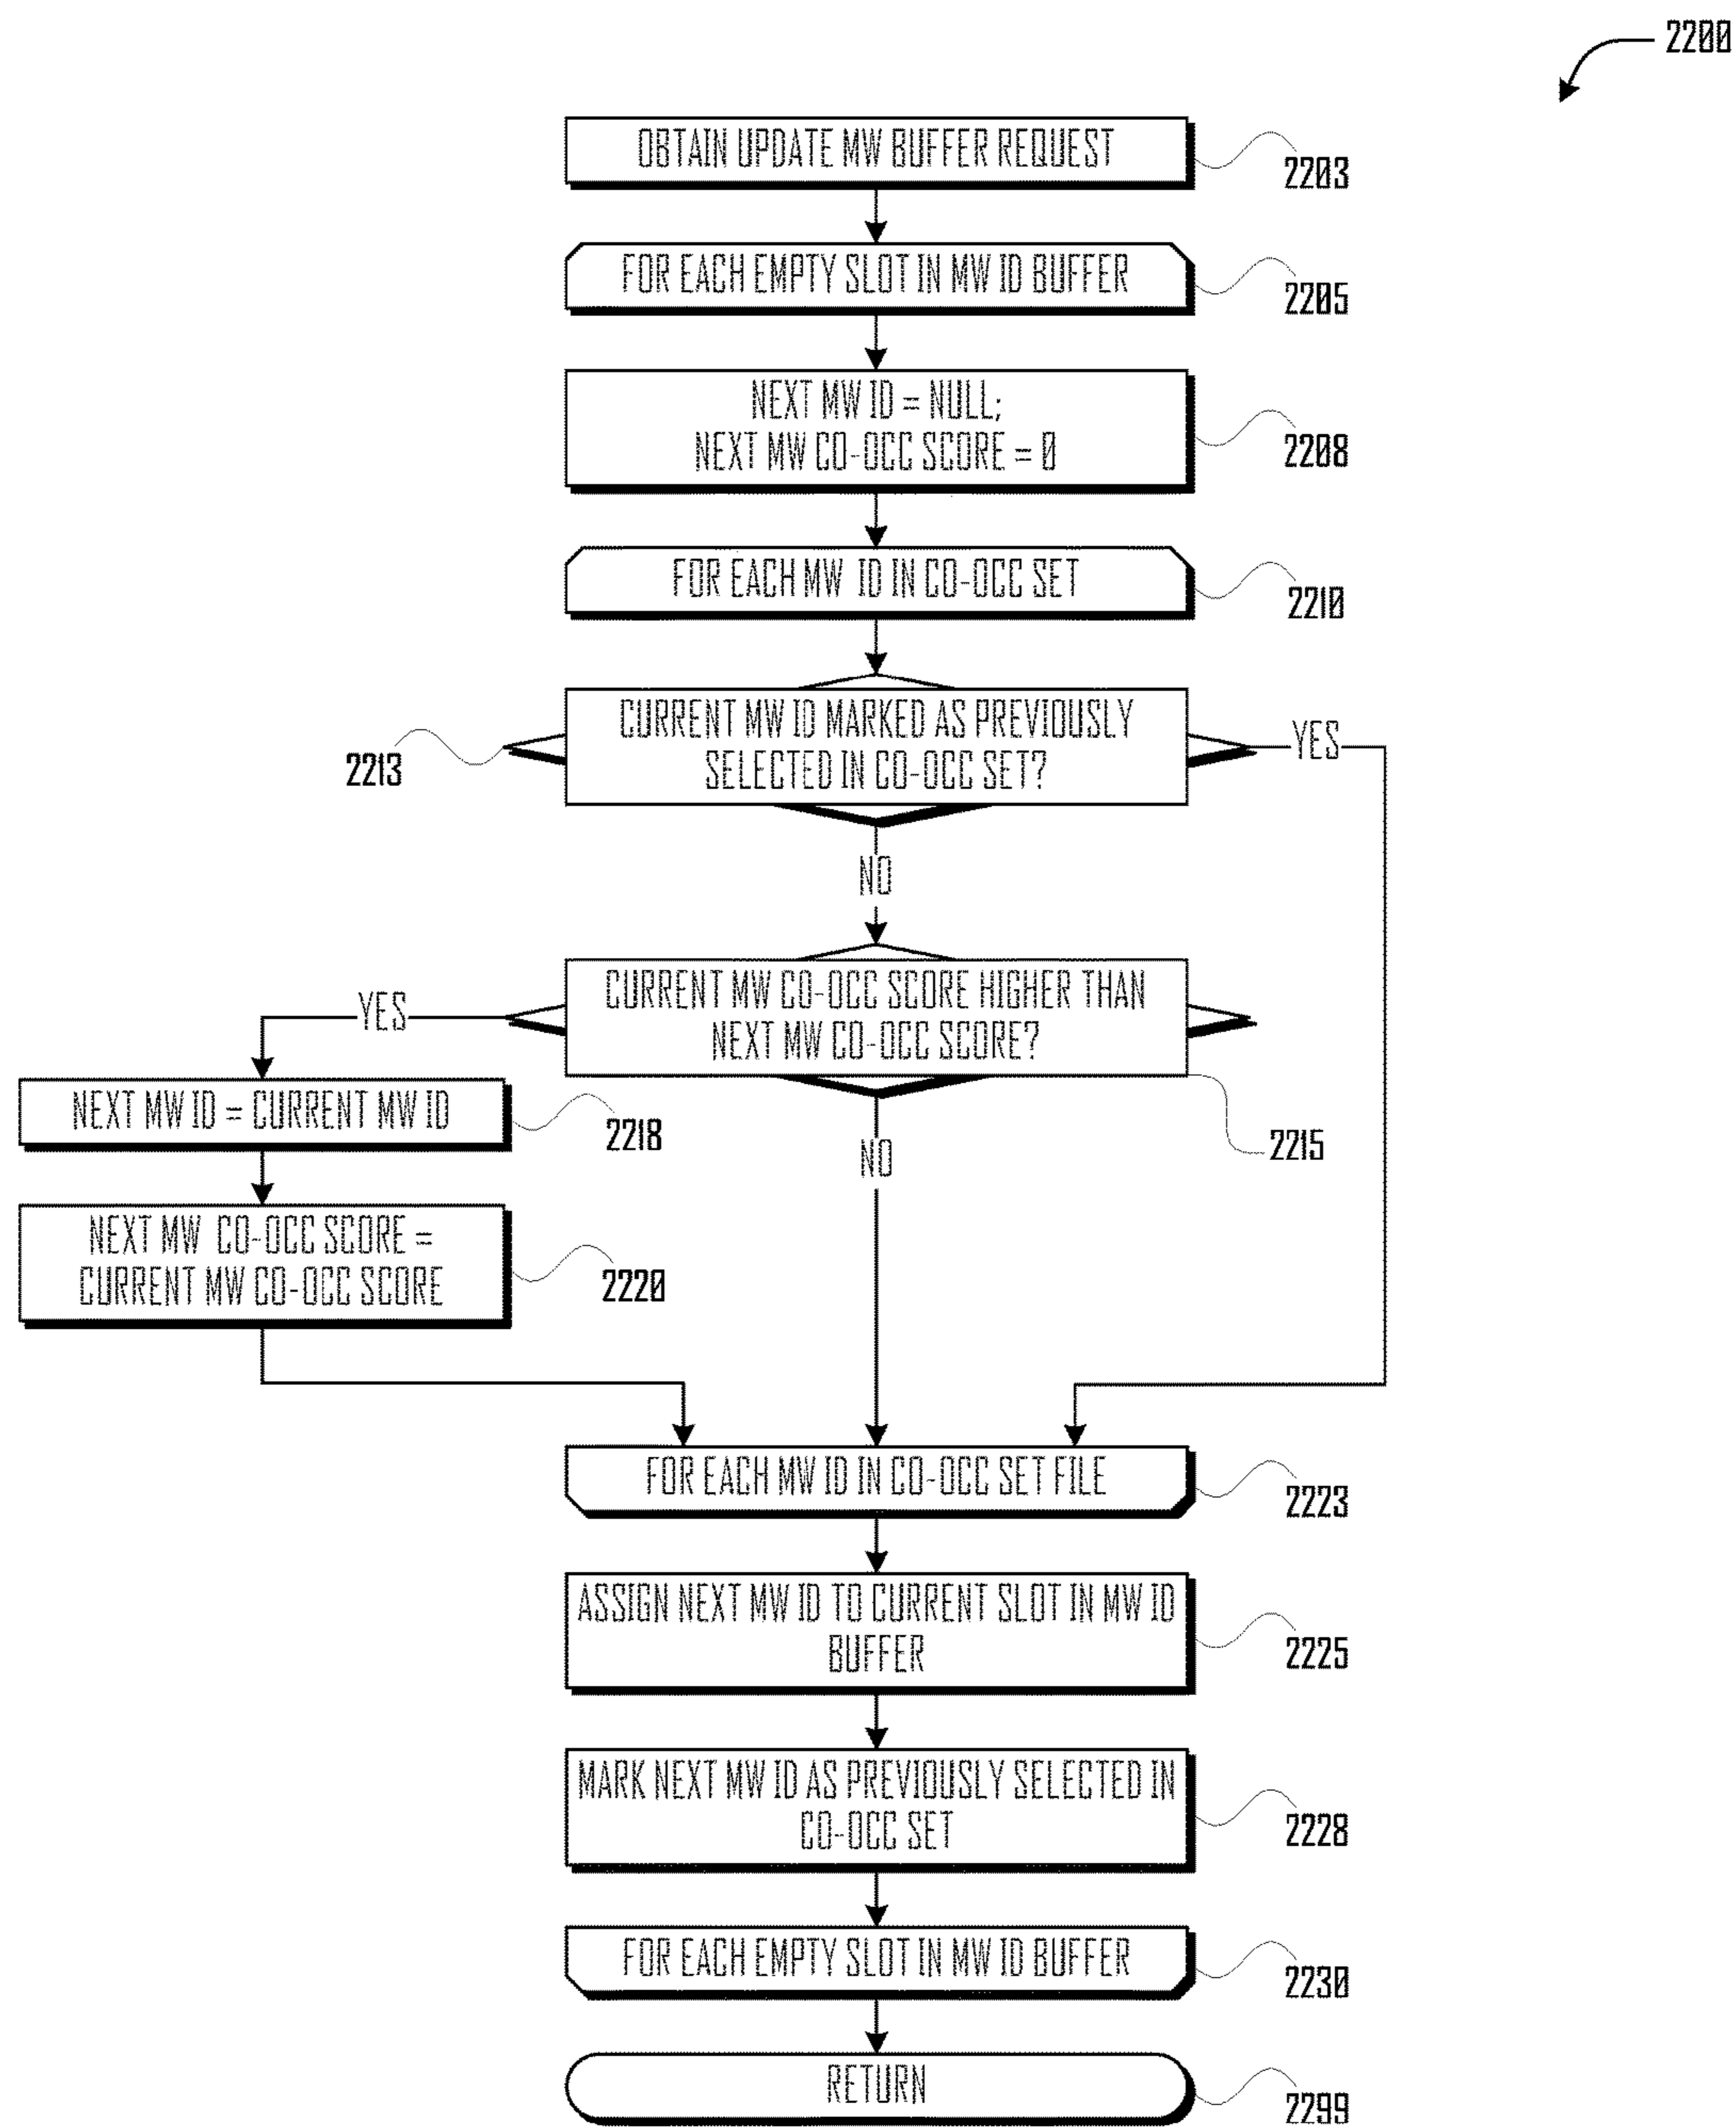 2200
OBTAIN UPDATE MW BUFFER REQUEST
2203
FOR EACH EMPTY SLOT IN MW ID BUFFER
2205
NEXT MW ID = NULL;
NEXT MW CO-OCC SCORE = 0
2208
FOR EACH MW ID IN CO-OCC SET
2210
CURRENT MW ID MARKED AS PREVIOUSLY
SELECTED IN CO-OCC SET?
YES
2213
NO
CURRENT MW CO-OCC SCORE HIGHER THAN
NEXT MW CO-OCC SCORE?
YES
NEXT MW ID = CURRENT MW ID
2218
2215
NO
NEXT MW CO-OCC SCORE =
CURRENT MW CO-OCC SCORE
2220
FOR EACH MW ID IN CO-OCC SET FILE
2223
ASSIGN NEXT MW ID TO CURRENT SLOT IN MW ID
BUFFER
2225
MARK NEXT MW ID AS PREVIOUSLY SELECTED IN
CO-OCC SET
2228
FOR EACH EMPTY SLOT IN MW ID BUFFER
2230
RETURN
2299